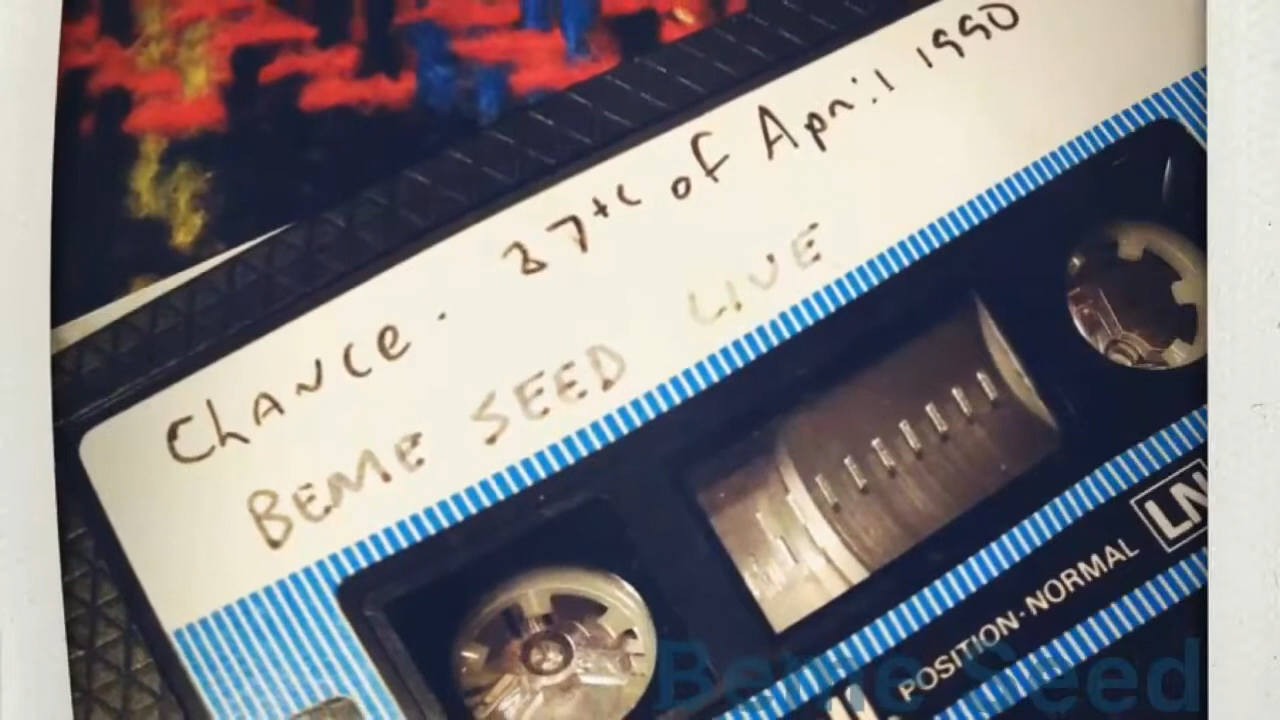 Chance. 27th of April 1990
BEME SEED LIVE
LN
POSITION-NORMAL
Beme Seed